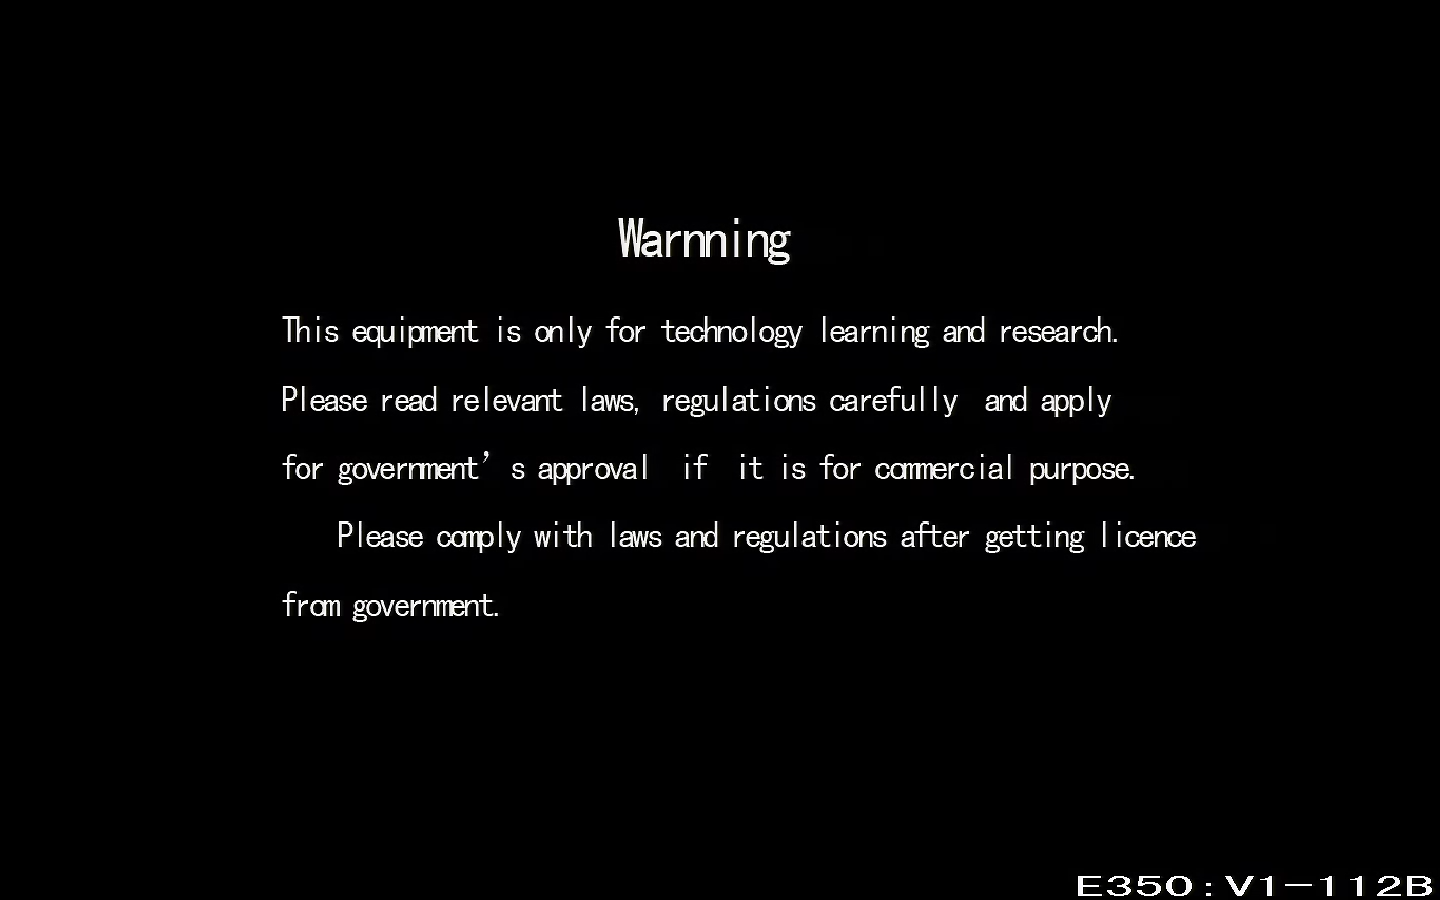 Warnning
This equipment is only for technology learning and research.
Please read relevant laws, regulations carefully  and apply
for government’s approval  if  it is for commercial purpose.
Please comply with laws and regulations after getting licence
from government.
E350:V1-112B